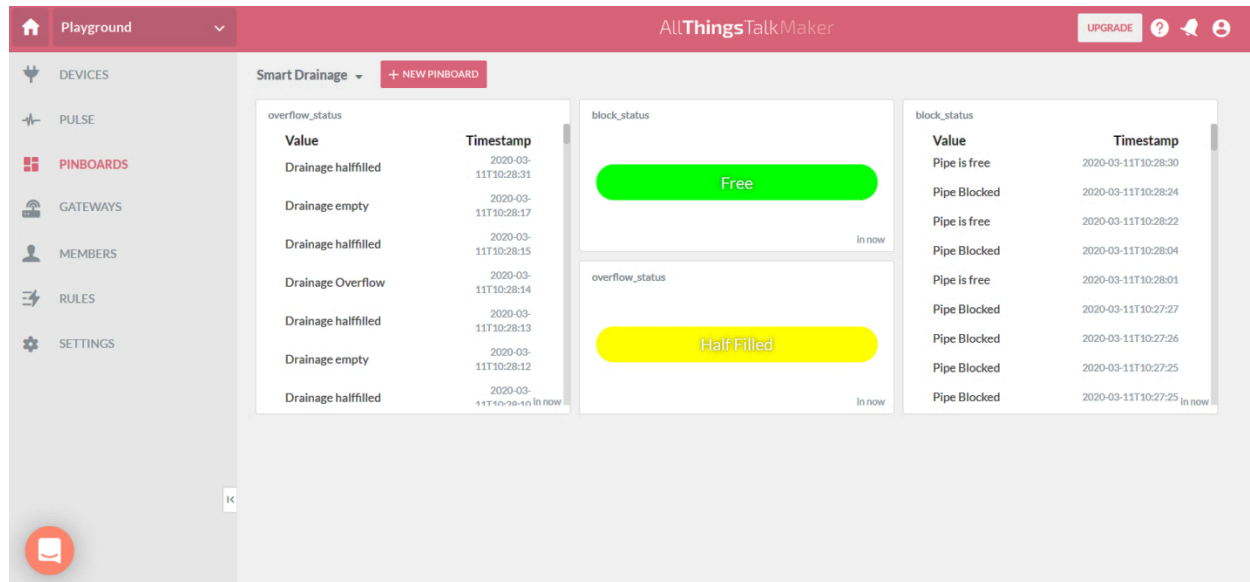 Playground
AllThingsTalkMaker
UPGRADE
DEVICES
PULSE
PINBOARDS
GATEWAYS
MEMBERS
RULES
SETTINGS
Smart Drainage
+ NEW PINBOARD
overflow_status
Value Timestamp
Drainage halffilled 2020-03-
11T10:28:31
Drainage empty 2020-03-
11T10:28:17
Drainage halffilled 2020-03-
11T10:28:15
Drainage Overflow 2020-03-
11T10:28:14
Drainage halffilled 2020-03-
11T10:28:13
Drainage empty 2020-03-
11T10:28:12
Drainage halffilled 2020-03-
11T10:28:10 In now
block_status
Free
In now
overflow_status
Half Filled
In now
block_status
Value Timestamp
Pipe is free 2020-03-11T10:28:30
Pipe Blocked 2020-03-11T10:28:24
Pipe is free 2020-03-11T10:28:22
Pipe Blocked 2020-03-11T10:28:04
Pipe is free 2020-03-11T10:28:01
Pipe Blocked 2020-03-11T10:27:27
Pipe Blocked 2020-03-11T10:27:26
Pipe Blocked 2020-03-11T10:27:25
Pipe Blocked 2020-03-11T10:27:25 In now